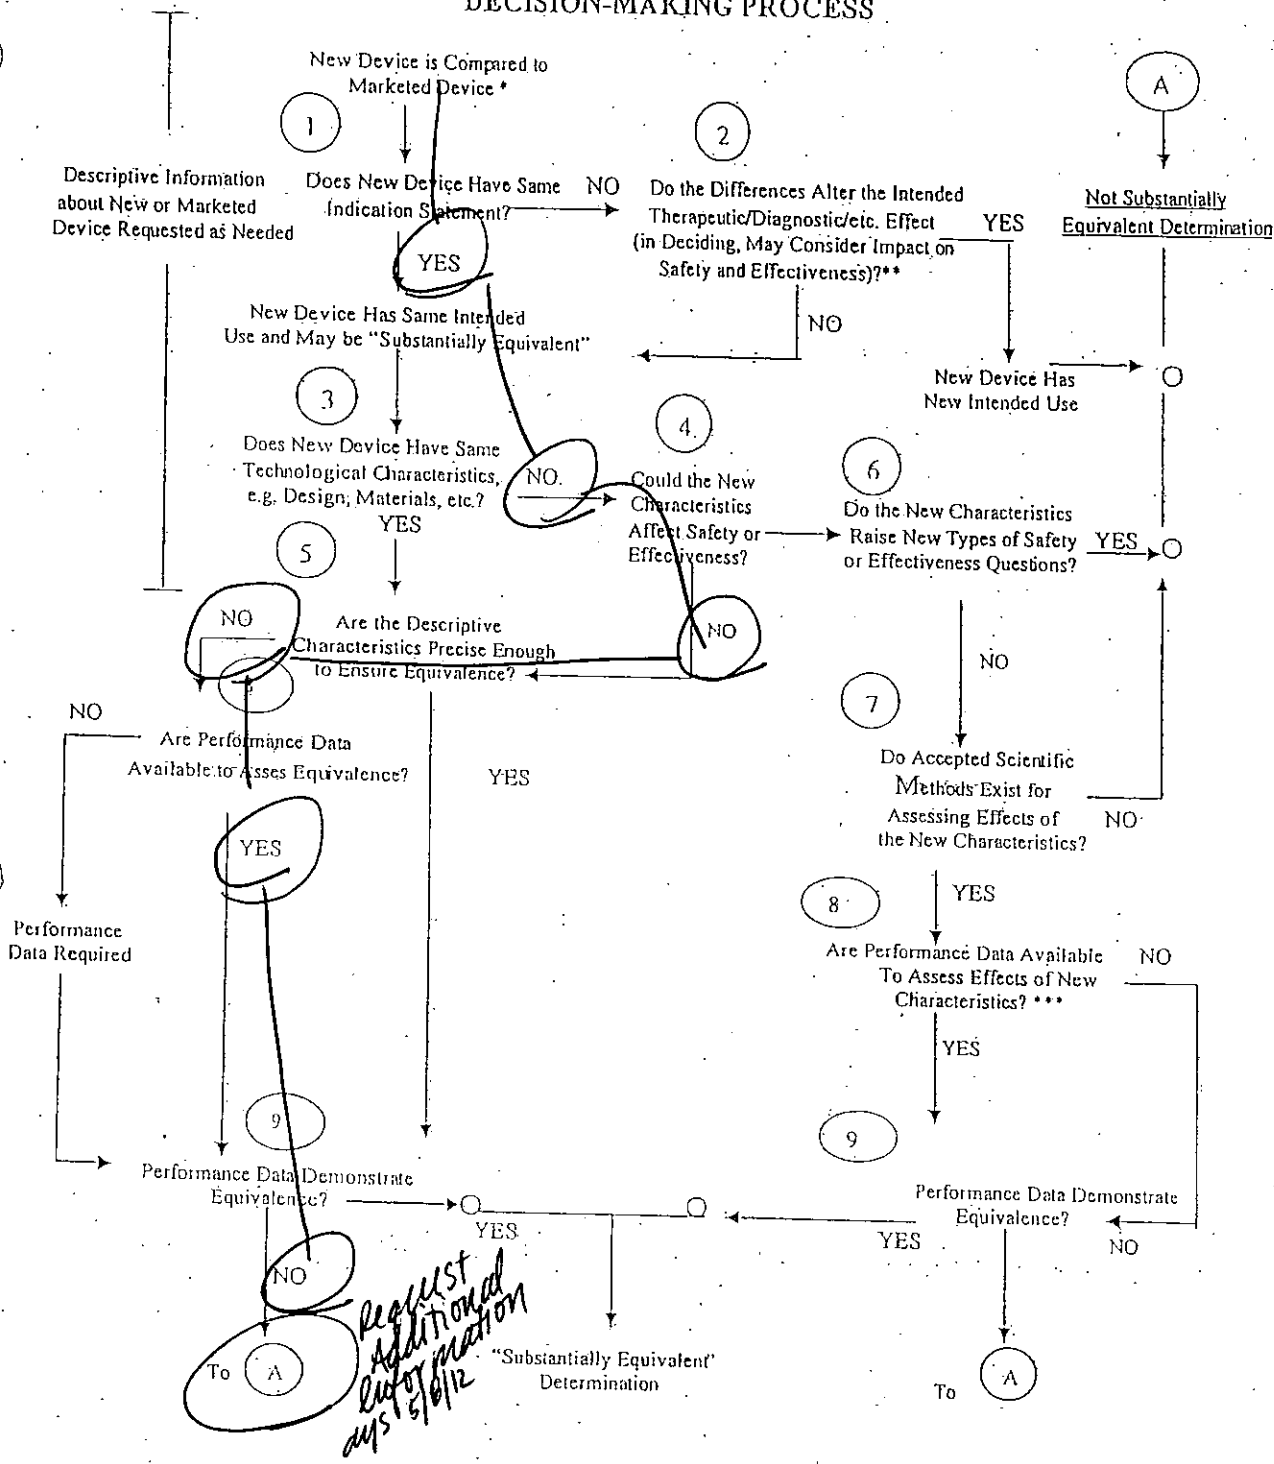 DECISION-MAKING PROCESS
New Device is Compared to
Marketed Device *
A
1
2
Descriptive Information
about New or Marketed
Device Requested as Needed
Does New Device Have Same
Indication Statement?
NO
Do the Differences Alter the Intended
Therapeutic/Diagnostic/etc. Effect
(in Deciding, May Consider Impact on
Safety and Effectiveness)?**
YES
Not Substantially
Equivalent Determination
YES
New Device Has Same Intended
Use and May be "Substantially Equivalent"
NO
New Device Has
New Intended Use
3
4
6
Does New Device Have Same
Technological Characteristics,
e.g. Design, Materials, etc.?
NO
Could the New
Characteristics
Affect Safety or
Effectiveness?
Do the New Characteristics
Raise New Types of Safety
or Effectiveness Questions?
YES
YES
5
NO
Are the Descriptive
Characteristics Precise Enough
to Ensure Equivalence?
NO
NO
7
NO
Are Performance Data
Available to Asses Equivalence?
YES
Do Accepted Scientific
Methods Exist for
Assessing Effects of
the New Characteristics?
NO
YES
8
YES
Performance
Data Required
Are Performance Data Available
To Assess Effects of New
Characteristics? ***
NO
YES
9
9
Performance Data Demonstrate
Equivalence?
YES
Performance Data Demonstrate
Equivalence?
YES
NO
NO
Request
Additional
information
5/6/12
To A
"Substantially Equivalent"
Determination
To A